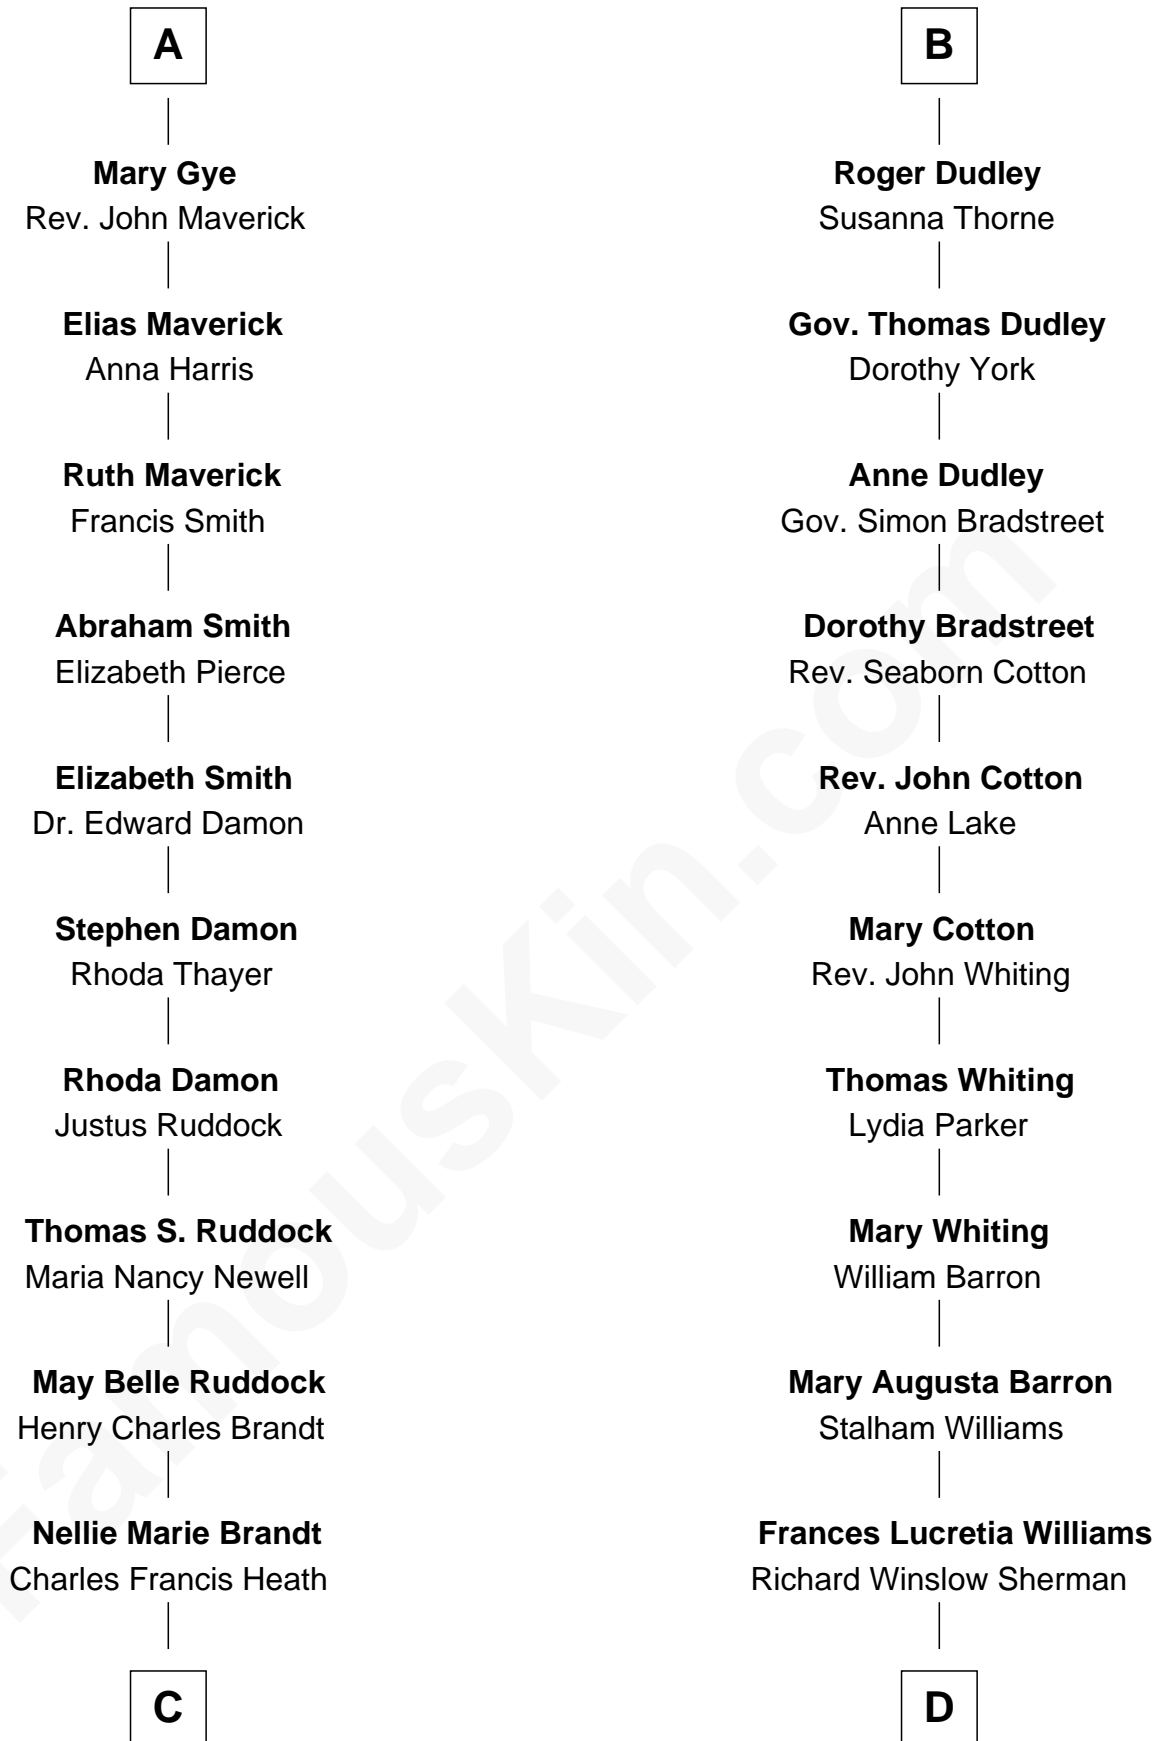 A
Mary Gye
Rev. John Maverick
Elias Maverick
Anna Harris
Ruth Maverick
Francis Smith
Abraham Smith
Elizabeth Pierce
Elizabeth Smith
Dr. Edward Damon
Stephen Damon
Rhoda Thayer
Rhoda Damon
Justus Ruddock
Thomas S. Ruddock
Maria Nancy Newell
May Belle Ruddock
Henry Charles Brandt
Nellie Marie Brandt
Charles Francis Heath
C
B
Roger Dudley
Susanna Thorne
Gov. Thomas Dudley
Dorothy York
Anne Dudley
Gov. Simon Bradstreet
Dorothy Bradstreet
Rev. Seaborn Cotton
Rev. John Cotton
Anne Lake
Mary Cotton
Rev. John Whiting
Thomas Whiting
Lydia Parker
Mary Whiting
William Barron
Mary Augusta Barron
Stalham Williams
Frances Lucretia Williams
Richard Winslow Sherman
D
FamousKin.com